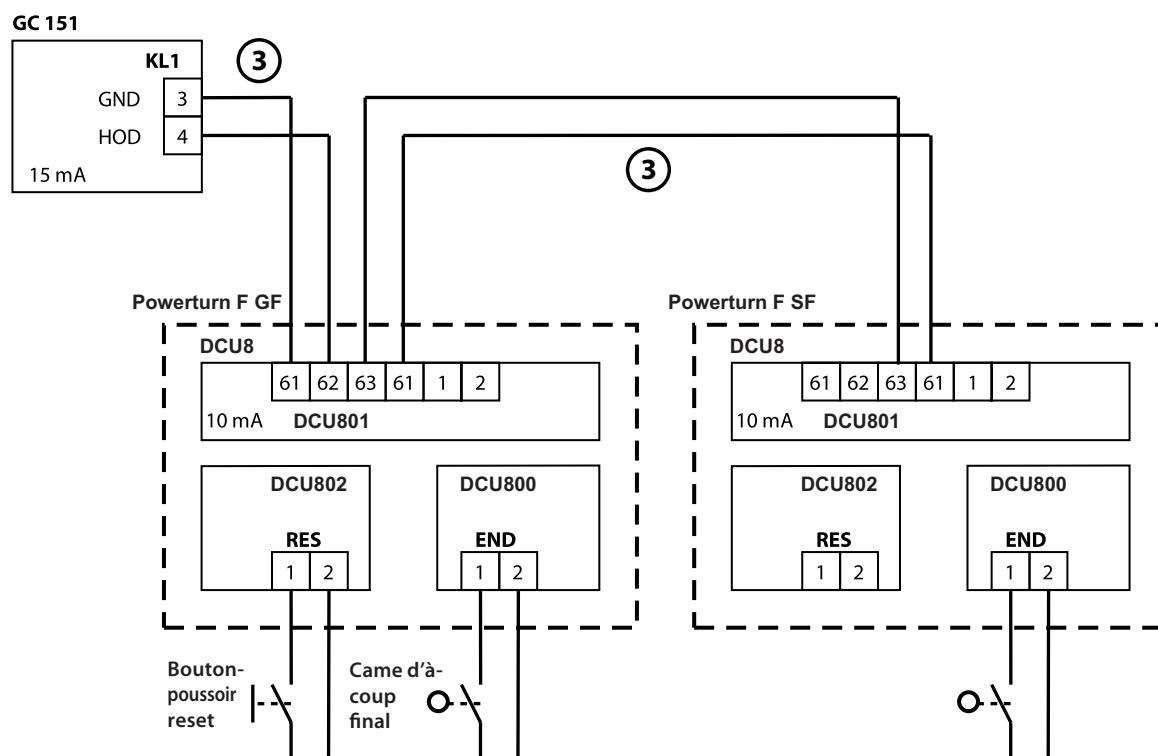 GC 151
KL1
3
GND
3
HOD
4
15 mA
3
Powerturn F GF
Powerturn F SF
DCU8
61 62 63 61 1 2
10 mA
DCU801
DCU802
DCU800
RES
END
1 2
1 2
DCU8
61 62 63 61 1 2
10 mA
DCU801
DCU802
DCU800
RES
END
1 2
1 2
Bouton-
poussoir
reset
Came d’à-
coup
final